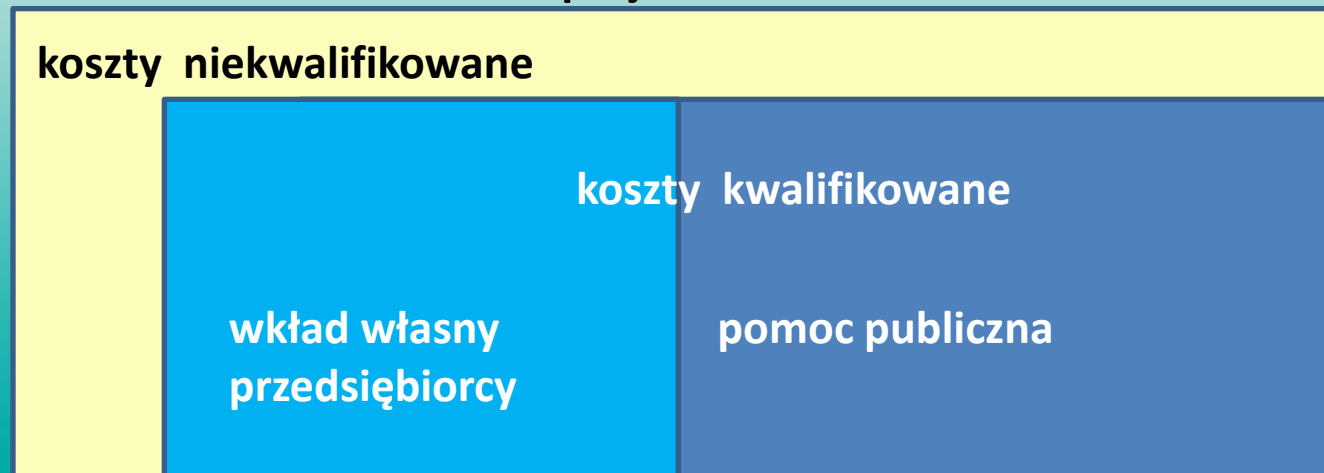 koszty niekwalifikowane
koszty kwalifikowane
wkład własny
przedsiębiorcy
pomoc publiczna